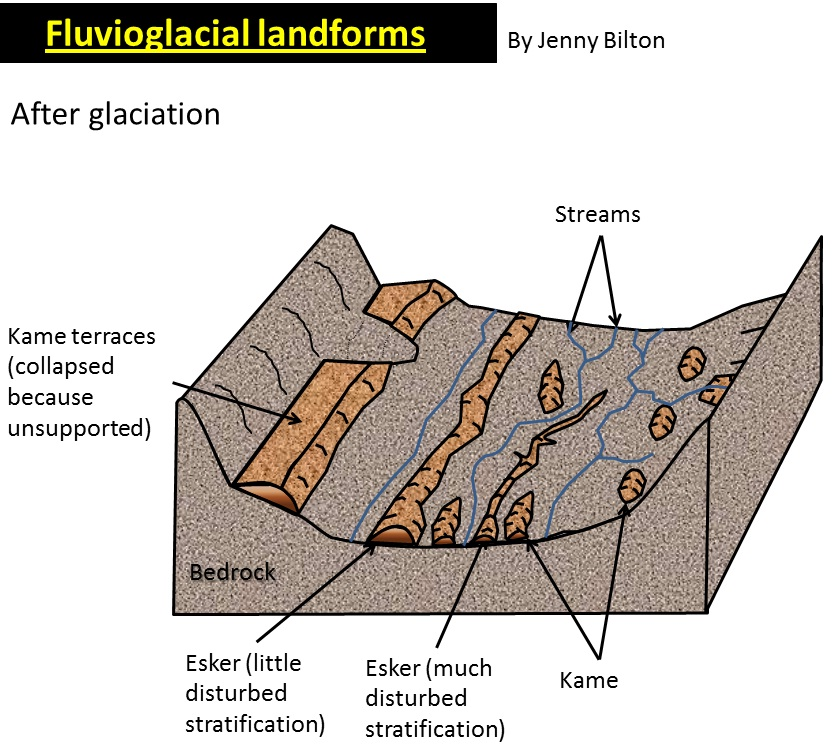 Fluvioglacial landforms
By Jenny Bilton
After glaciation
Streams
Kame terraces
(collapsed
because
unsupported)
Bedrock
Esker (little
disturbed
stratification)
Esker (much
disturbed
stratification)
Kame